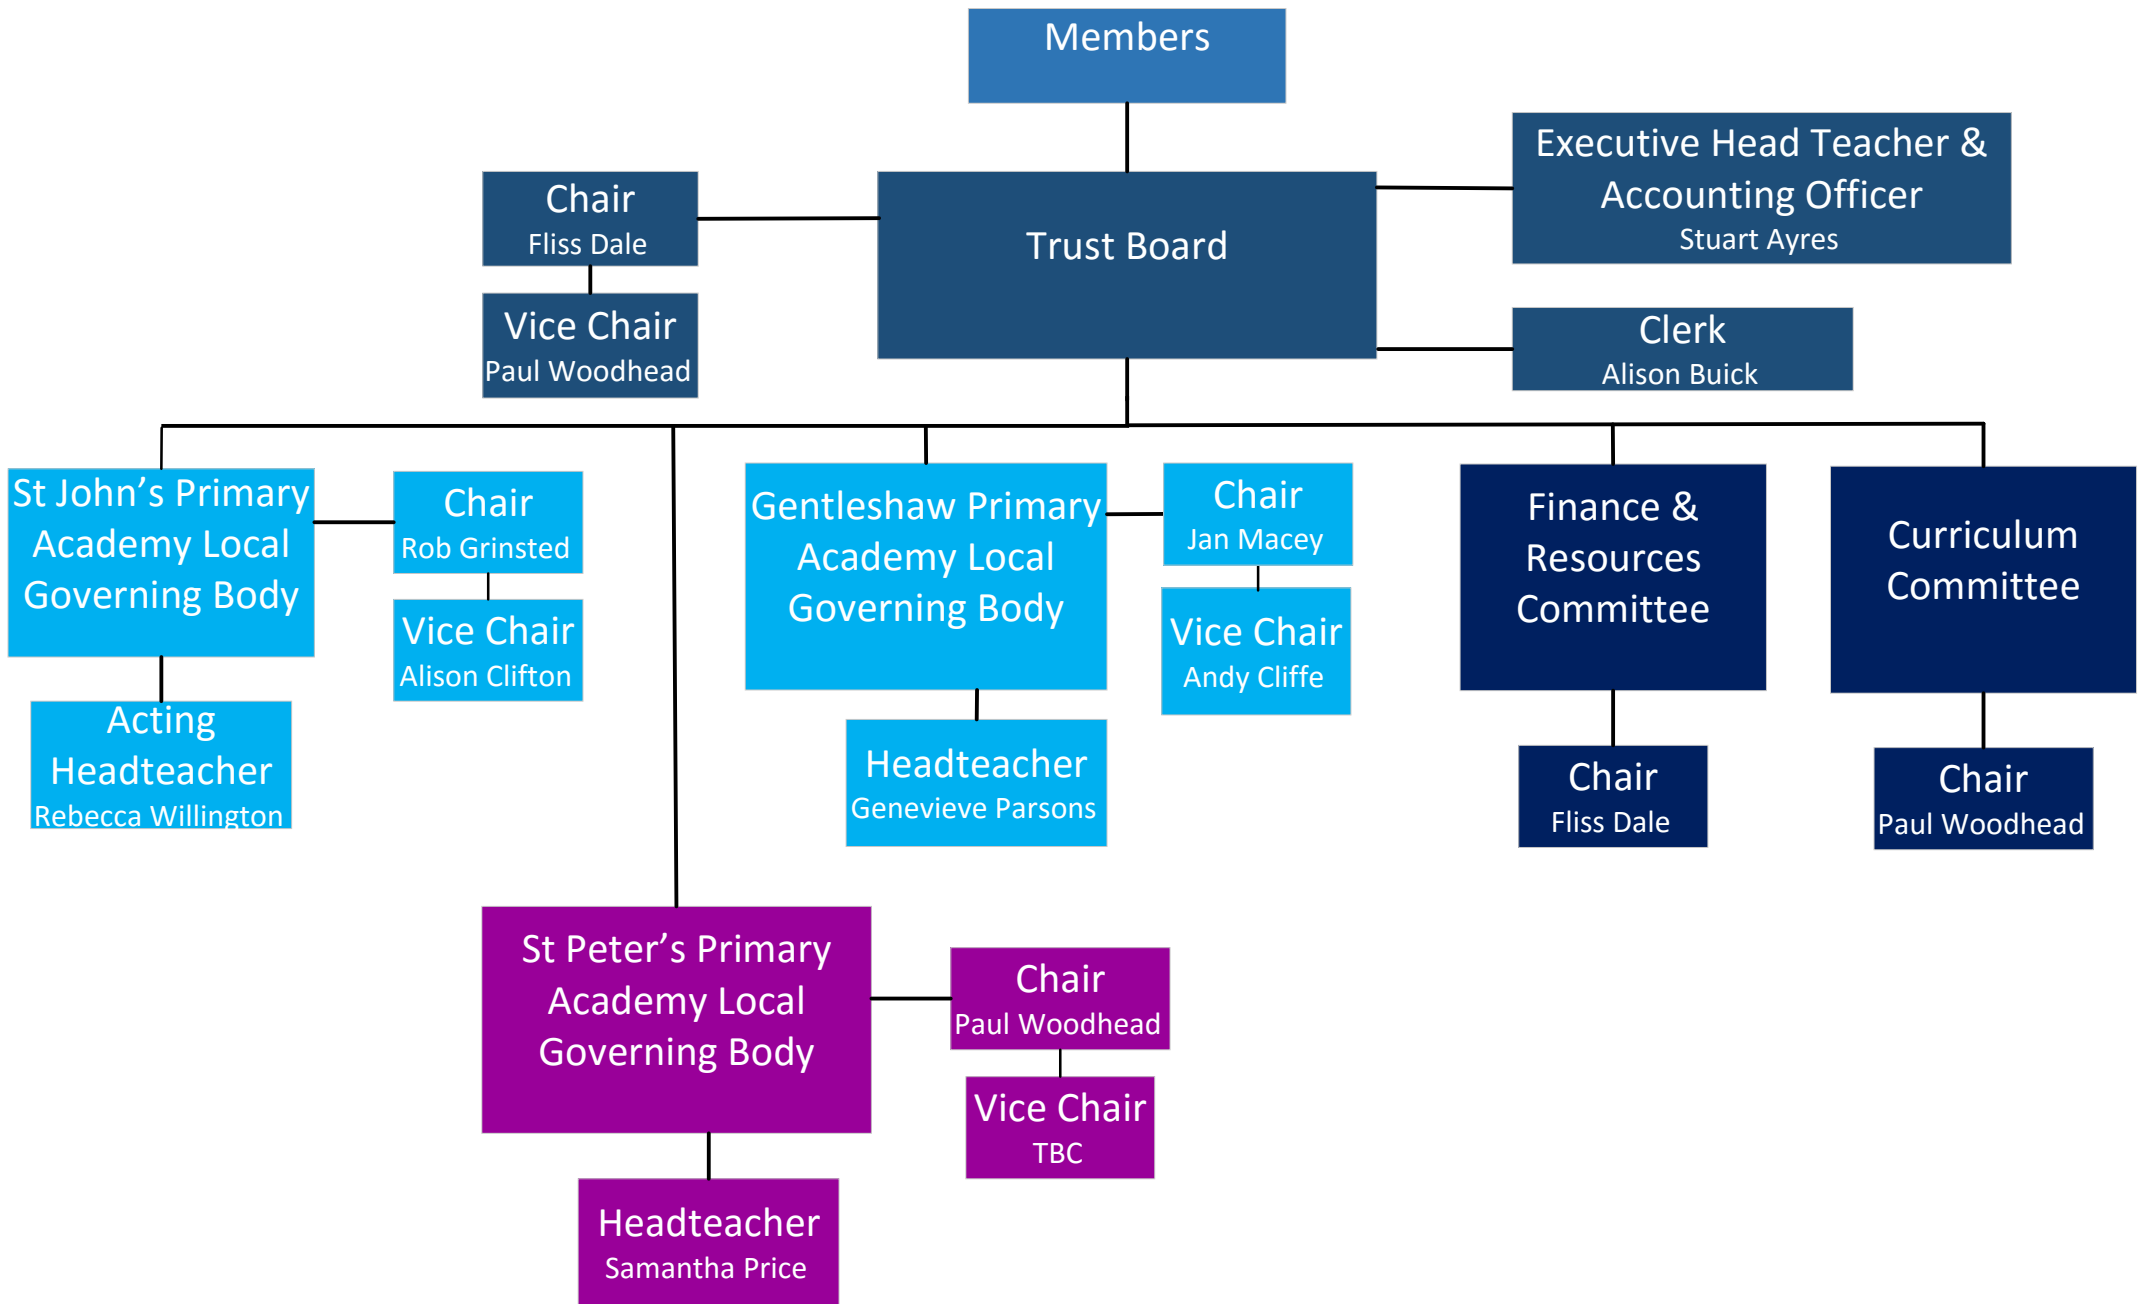 Members
Executive Head Teacher &
Accounting Officer
Stuart Ayres
Chair
Fliss Dale
Trust Board
Vice Chair
Paul Woodhead
Clerk
Alison Buick
St John’s Primary
Academy Local
Governing Body
Chair
Rob Grinsted
Vice Chair
Alison Clifton
Acting
Headteacher
Rebecca Willington
Gentleshaw Primary
Academy Local
Governing Body
Chair
Jan Macey
Vice Chair
Andy Cliffe
Headteacher
Genevieve Parsons
Finance &
Resources
Committee
Chair
Fliss Dale
Curriculum
Committee
Chair
Paul Woodhead
St Peter’s Primary
Academy Local
Governing Body
Chair
Paul Woodhead
Vice Chair
TBC
Headteacher
Samantha Price